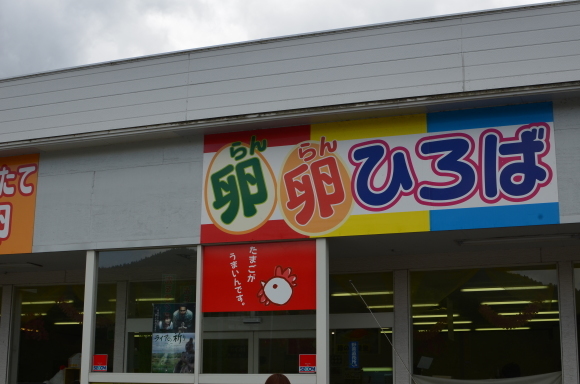 らん らん
卵卵ひろば
たて
たまごが
うまいんです。